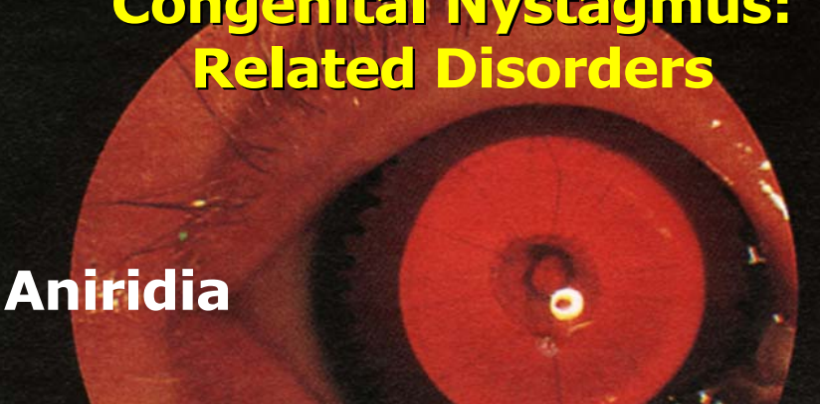 Congenital Nystagmus:
Related Disorders
Aniridia